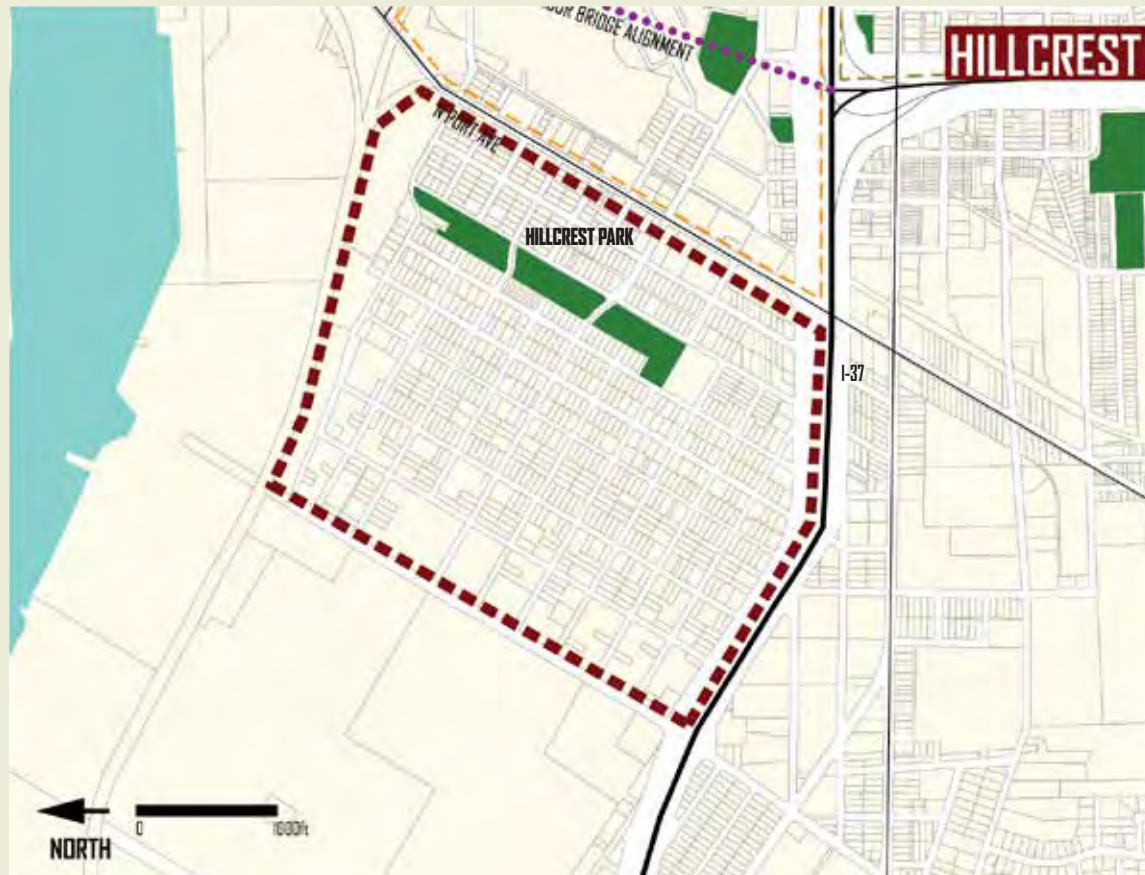 BRIDGE ALIGNMENT
HILLCREST
N PORT AVE
HILLCREST PARK
I-37
0 1000ft
NORTH